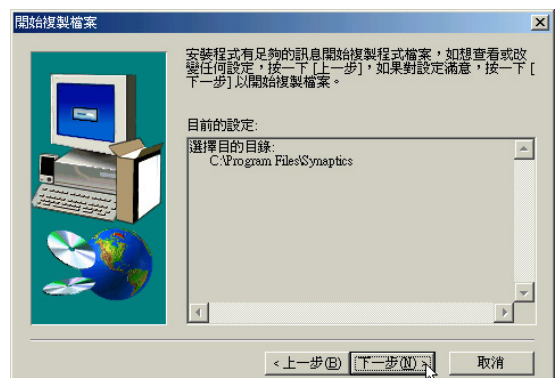 開始複製檔案
安裝程式有足夠的訊息開始複製程式檔案，如想查看或改
變任何設定，按一下 [上一步]，如果對設定滿意，按一下 [
下一步] 以開始複製檔案。
目前的設定:
選擇目的目錄:
C:\Program Files\Synaptics
< 上一步(B)
下一步(N) >
取消